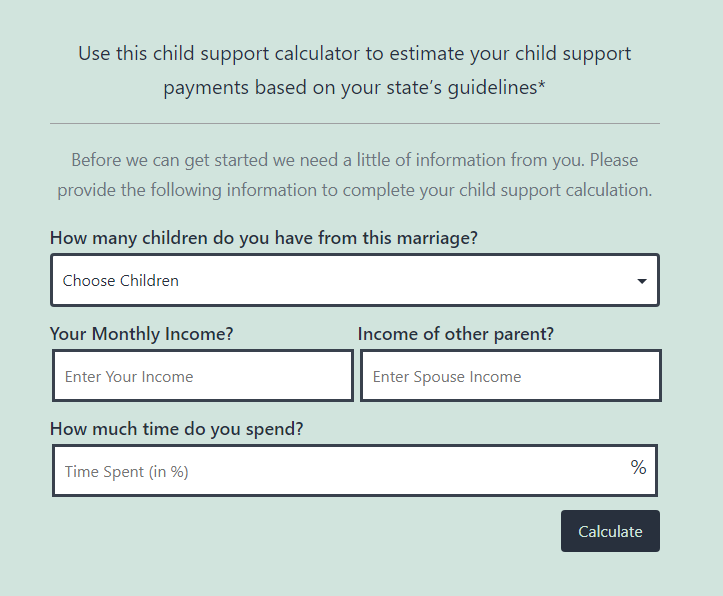 Use this child support calculator to estimate your child support
payments based on your state’s guidelines*
Before we can get started we need a little of information from you. Please
provide the following information to complete your child support calculation.
How many children do you have from this marriage?
Choose Children
Your Monthly Income? Income of other parent?
Enter Your Income Enter Spouse Income
How much time do you spend?
Time Spent (in %) %
Calculate